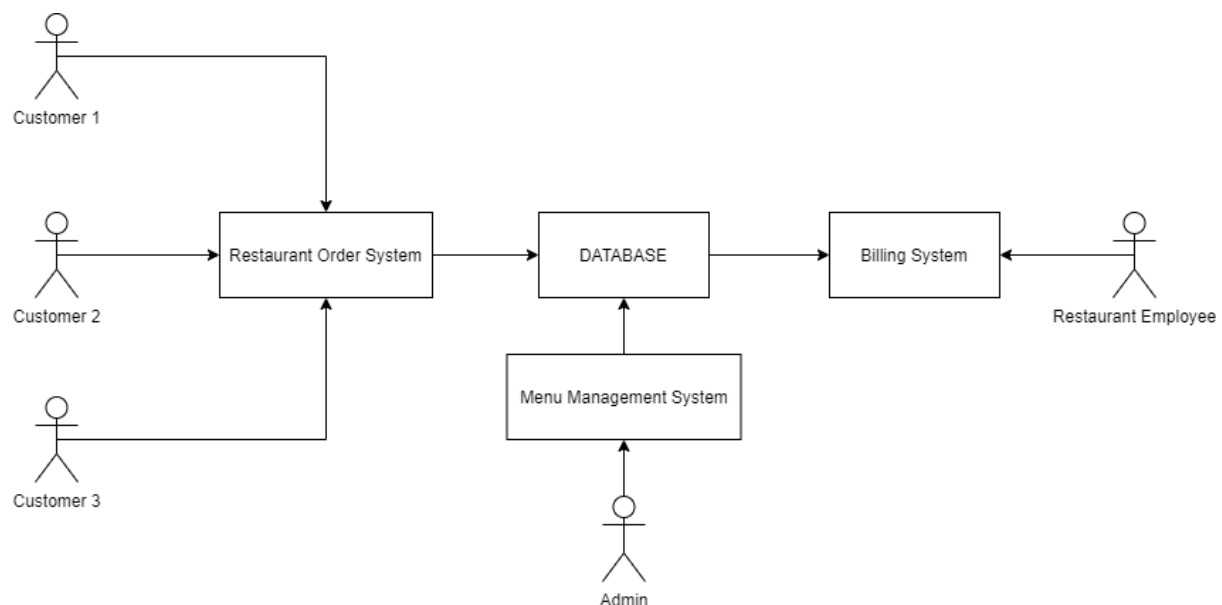 Customer 1
Restaurant Order System
DATABASE
Billing System
Customer 2
Restaurant Employee
Menu Management System
Customer 3
Admin